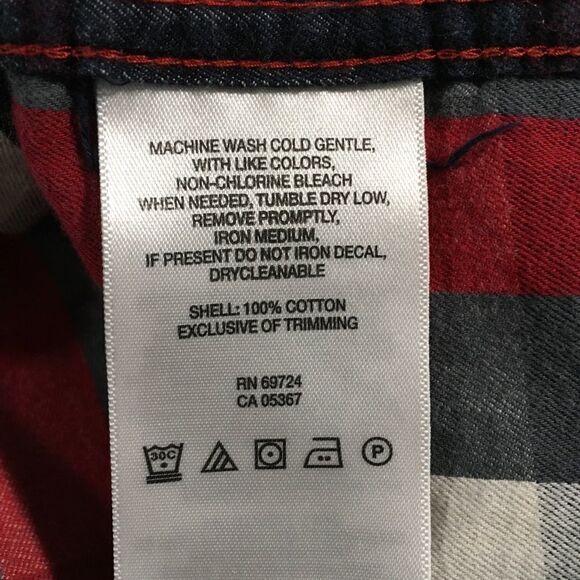 MACHINE WASH COLD GENTLE,
WITH LIKE COLORS,
NON-CHLORINE BLEACH
WHEN NEEDED, TUMBLE DRY LOW,
REMOVE PROMPTLY,
IRON MEDIUM,
IF PRESENT DO NOT IRON DECAL,
DRYCLEANABLE
SHELL: 100% COTTON
EXCLUSIVE OF TRIMMING
RN 69724
CA 05367
30C P